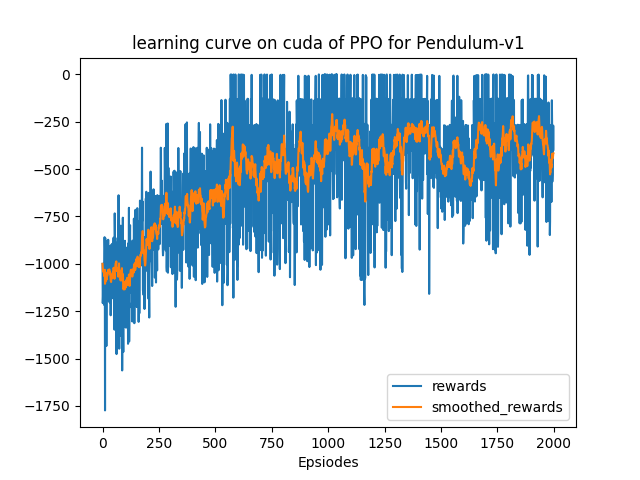 learning curve on cuda of PPO for Pendulum-v1
0
−250
−500
−750
−1000
−1250
−1500
−1750
rewards
smoothed_rewards
0 250 500 750 1000 1250 1500 1750 2000
Epsiodes